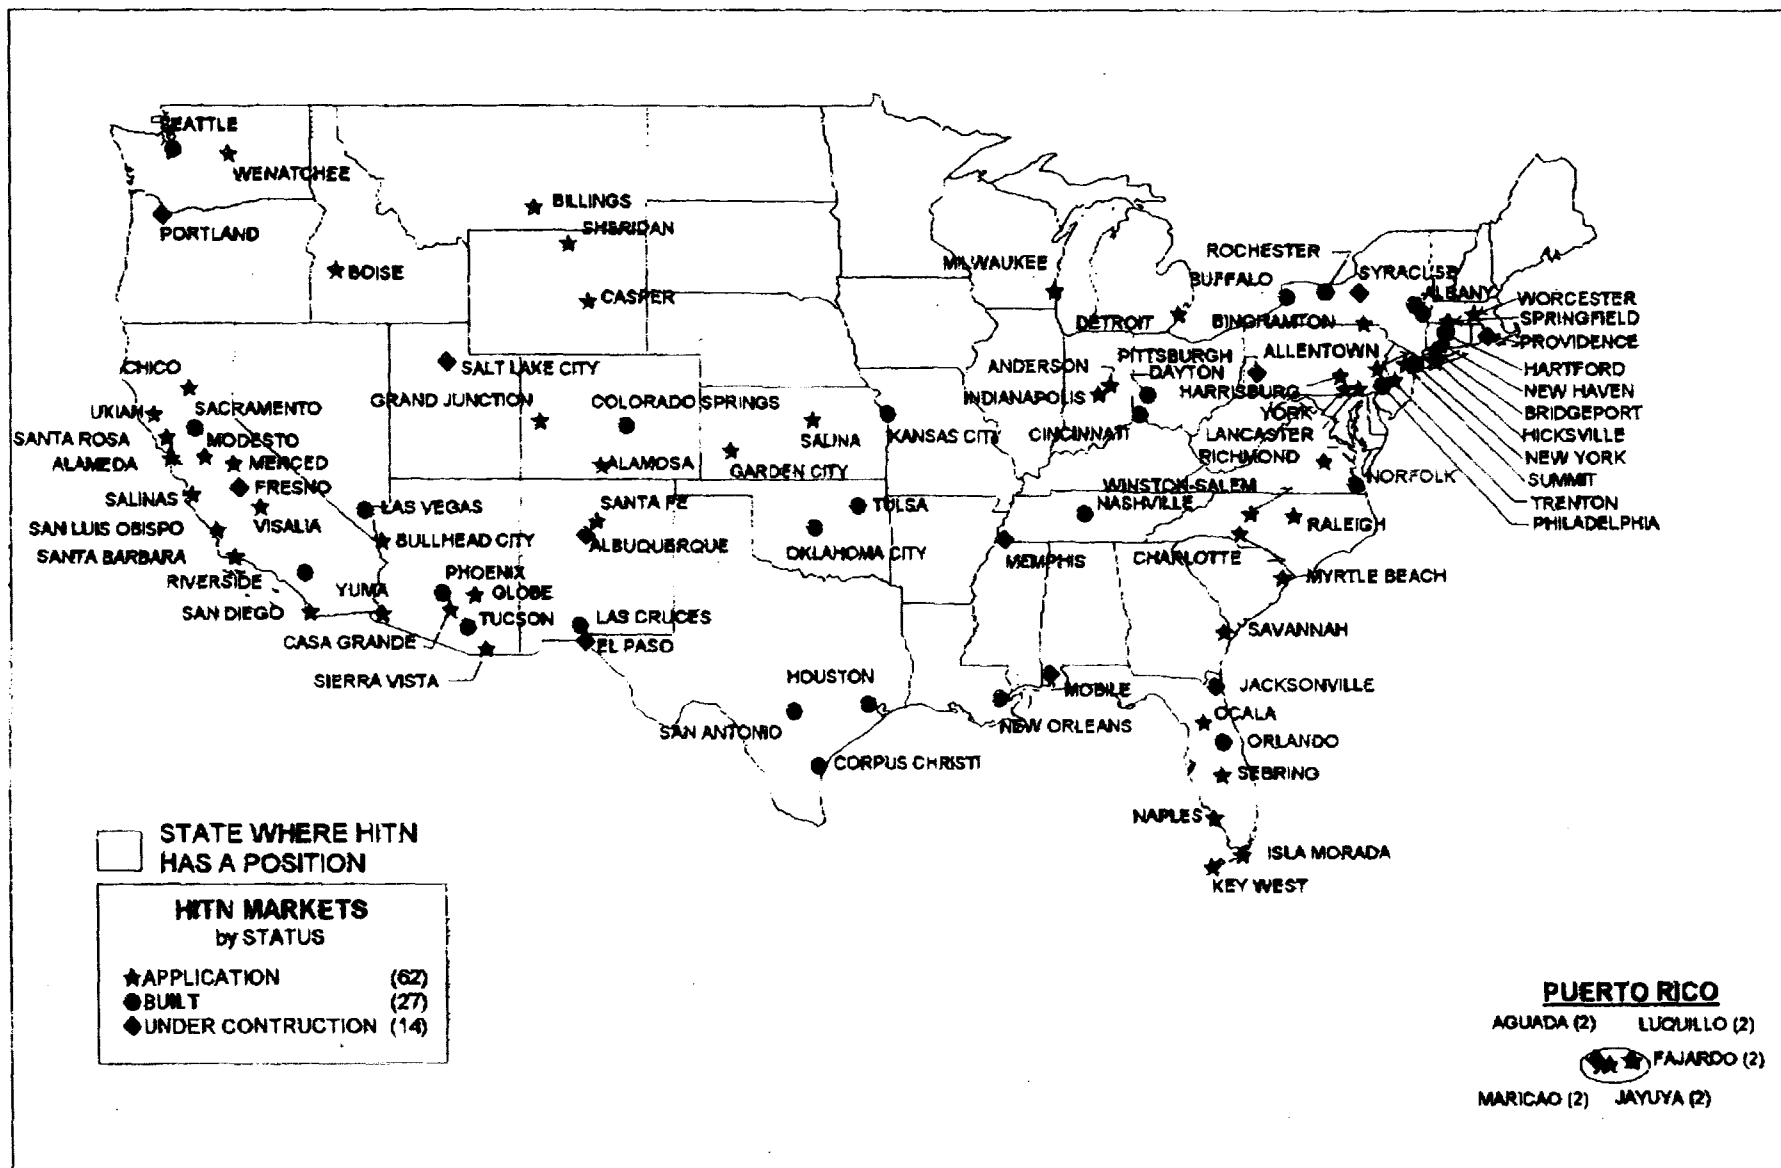 SEATTLE
WENATCHEE
PORTLAND
BOISE
BILLINGS
SHERIDAN
CASPER
MILWAUKEE
ROCHESTER
BUFFALO
SYRACUSE
ALBANY
WORCESTER
SPRINGFIELD
PROVIDENCE
HARTFORD
NEW HAVEN
BRIDGEPORT
HICKSVILLE
NEW YORK
SUMMIT
TRENTON
PHILADELPHIA
DETROIT
BINGHAMTON
ALLENTOWN
PITTSBURGH
ANDERSON
DAYTON
INDIANAPOLIS
HARRISBURG
YORK
LANCASTER
CINCINNATI
RICHMOND
NORFOLK
WINSTON-SALEM
NASHVILLE
RALEIGH
CHARLOTTE
MEMPHIS
MYRTLE BEACH
SAVANNAH
JACKSONVILLE
OCALA
ORLANDO
SEBRING
NAPLES
ISLA MORADA
KEY WEST
CHICO
SALT LAKE CITY
GRAND JUNCTION
COLORADO SPRINGS
UKIAH
SACRAMENTO
SANTA ROSA
MODESTO
ALAMEDA
MERCED
FRESNO
SALINAS
VISALIA
SAN LUIS OBISPO
SANTA BARBARA
RIVERSIDE
SAN DIEGO
LAS VEGAS
BULLHEAD CITY
YUMA
PHOENIX
GLOBE
TUCSON
CASA GRANDE
SIERRA VISTA
ALAMOSA
SANTA FE
ALBUQUERQUE
LAS CRUCES
EL PASO
SALINA
GARDEN CITY
KANSAS CITY
TULSA
OKLAHOMA CITY
HOUSTON
SAN ANTONIO
CORPUS CHRISTI
NEW ORLEANS
MOBILE
STATE WHERE HITN
HAS A POSITION
HITN MARKETS
by STATUS
APPLICATION (62)
BUILT (27)
UNDER CONTRUCTION (14)
PUERTO RICO
AGUADA (2) LUQUILLO (2)
FAJARDO (2)
MARICAO (2) JAYUYA (2)